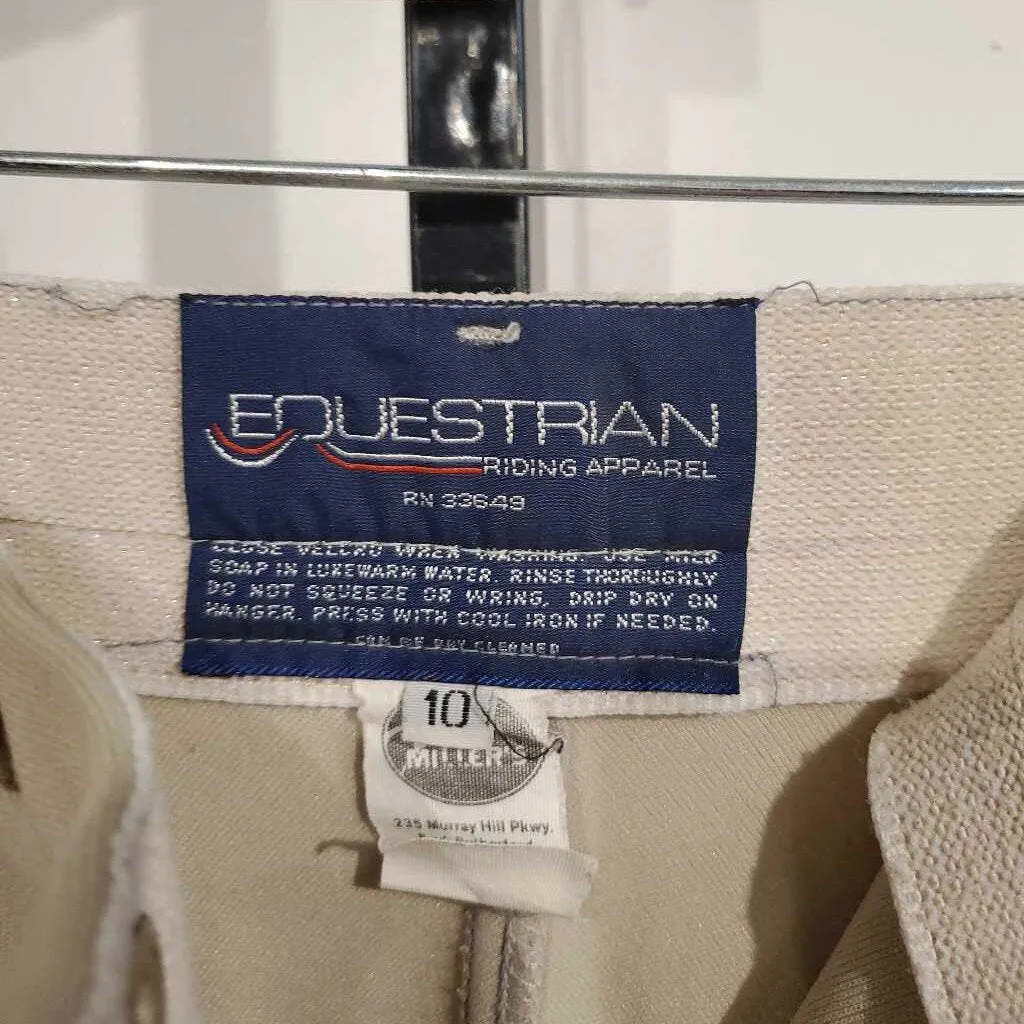 EQUESTRIAN
RIDING APPAREL
RN 33649
CLOSE VELCRO WHEN WASHING. USE MILD
SOAP IN LUKEWARM WATER. RINSE THOROUGHLY
DO NOT SQUEEZE OR WRING. DRIP DRY ON
HANGER. PRESS WITH COOL IRON IF NEEDED.
CAN BE DRY CLEANED
10
MILLER'S
235 Murray Hill Pkwy.